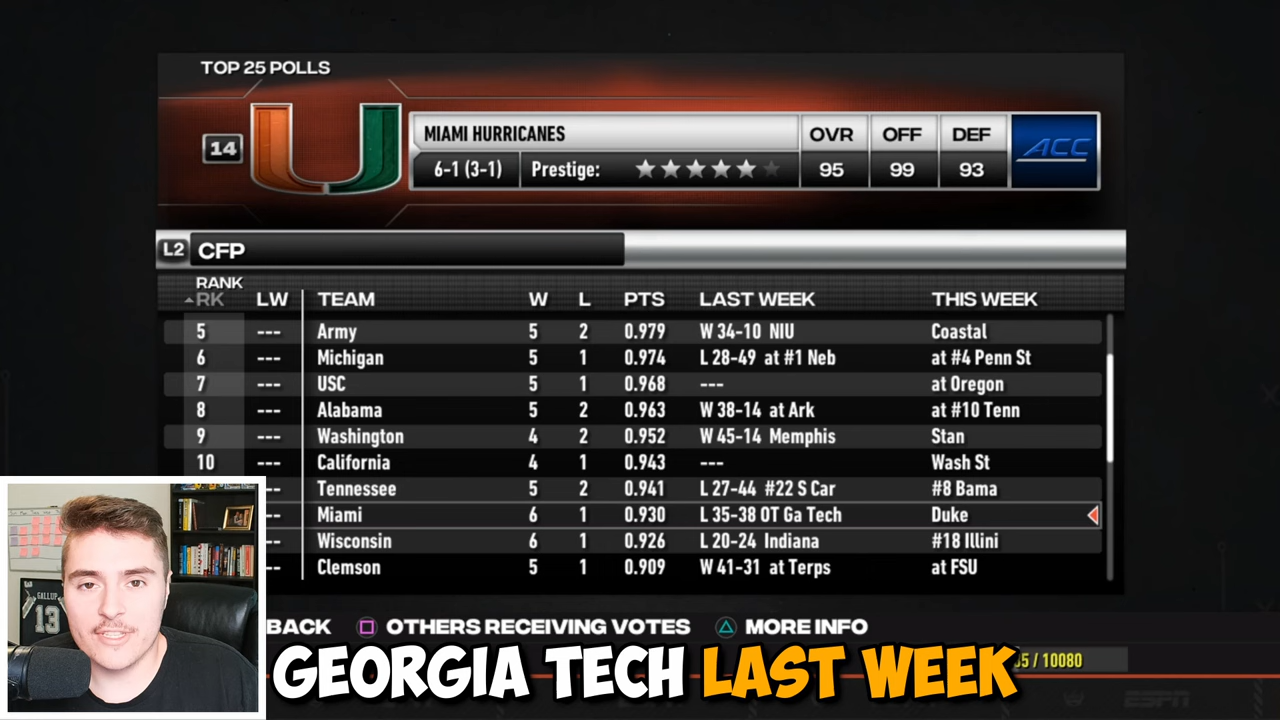 TOP 25 POLLS
14
MIAMI HURRICANES
OVR OFF DEF
ACC
6-1 (3-1) Prestige:
95 99 93
L2 CFP
RANK
RK LW TEAM W L PTS LAST WEEK THIS WEEK
5 --- Army 5 2 0.979 W 34-10 NIU Coastal
6 --- Michigan 5 1 0.974 L 28-49 at #1 Neb at #4 Penn St
7 --- USC 5 1 0.968 --- at Oregon
8 --- Alabama 5 2 0.963 W 38-14 at Ark at #10 Tenn
9 --- Washington 4 2 0.952 W 45-14 Memphis Stan
10 --- California 4 1 0.943 --- Wash St
--- Tennessee 5 2 0.941 L 27-44 #22 S Car #8 Bama
--- Miami 6 1 0.930 L 35-38 OT Ga Tech Duke
--- Wisconsin 6 1 0.926 L 20-24 Indiana #18 Illini
--- Clemson 5 1 0.909 W 41-31 at Terps at FSU
GALLUP
13
BACK OTHERS RECEIVING VOTES MORE INFO
5 / 10080
GEORGIA TECH LAST WEEK
ESPN